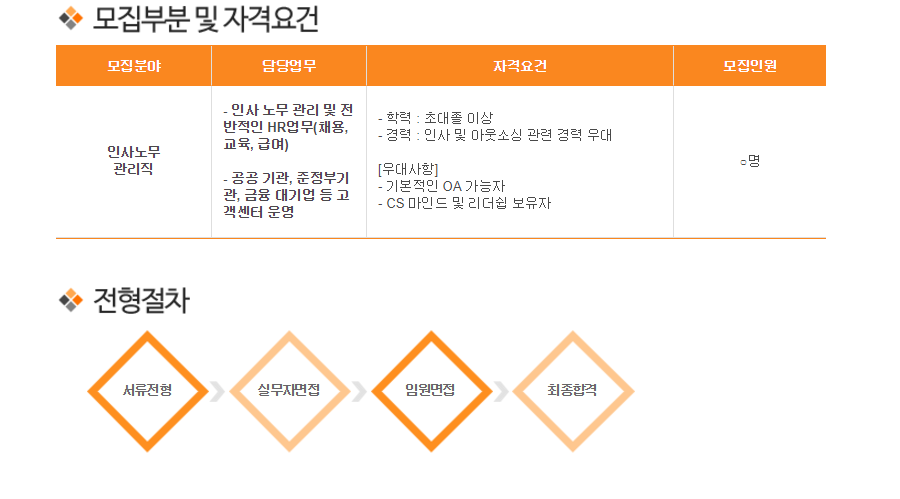 모집부분 및 자격요건
모집분야
담당업무
자격요건
모집인원
인사노무
관리직
- 인사 노무 관리 및 전
반적인 HR업무(채용,
교육, 급여)
- 공공 기관, 준정부기
관, 금융 대기업 등 고
객센터 운영
- 학력 : 초대졸 이상
- 경력 : 인사 및 아웃소싱 관련 경력 우대
[우대사항]
- 기본적인 OA 가능자
- CS 마인드 및 리더쉽 보유자
○명
전형절차
서류전형
실무자면접
임원면접
최종합격